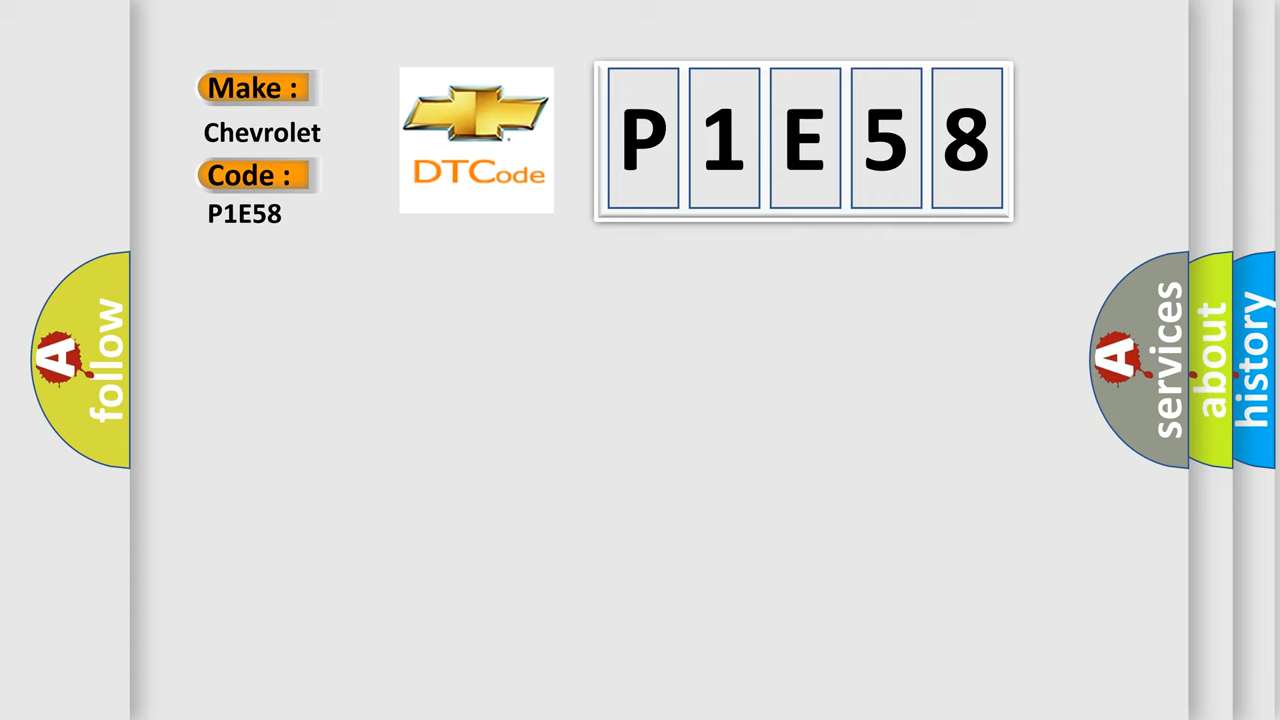 Make :
Chevrolet
Code :
P1E58
DTCode
P 1 E 5 8
A follow
A services
about
history